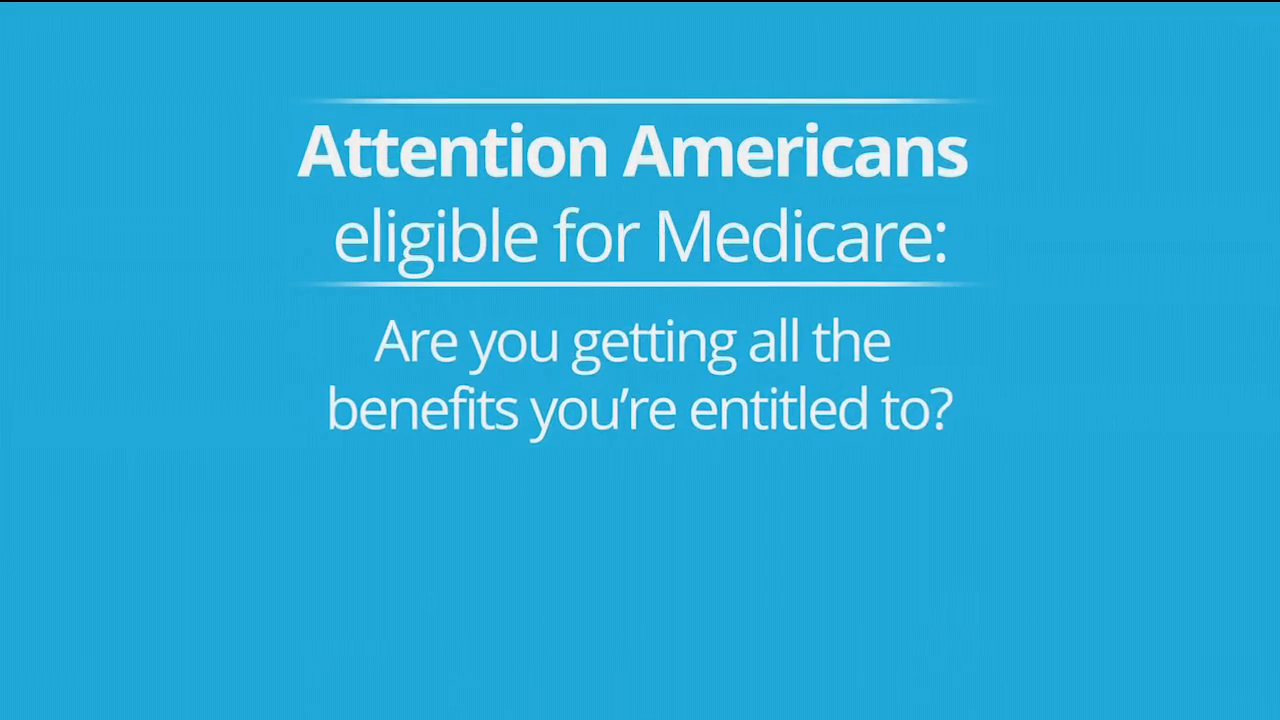 Attention Americans
eligible for Medicare:
Are you getting all the
benefits you're entitled to?